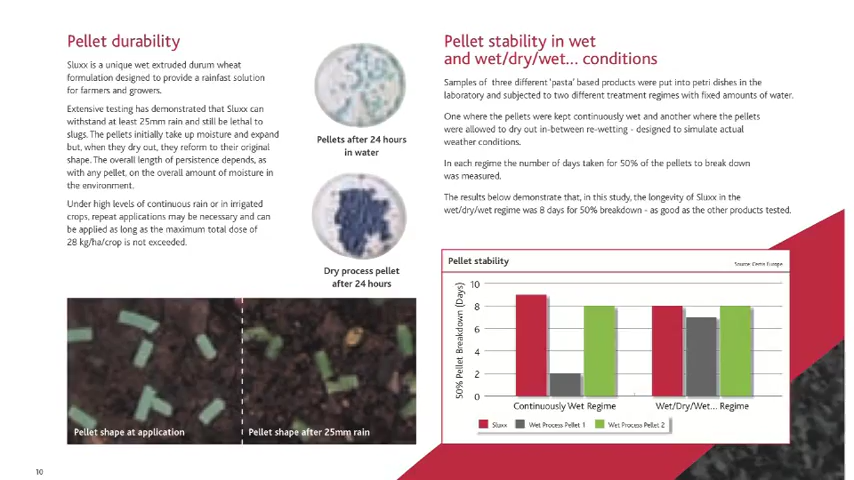 Pellet durability
Sluxx is a unique wet extruded durum wheat
formulation designed to provide a rainfast solution
for farmers and growers.
Extensive testing has demonstrated that Sluxx can
withstand at least 25mm rain and still be lethal to
slugs. The pellets initially take up moisture and expand
but, when they dry out, they reform to their original
shape. The overall length of persistence depends, as
with any pellet, on the overall amount of moisture in
the environment.
Under high levels of continuous rain or in irrigated
crops, repeat applications may be necessary and can
be applied as long as the maximum total dose of
28 kg/ha/crop is not exceeded.
Pellets after 24 hours
in water
Dry process pellet
after 24 hours
Pellet shape at application
Pellet shape after 25mm rain
Pellet stability in wet
and wet/dry/wet... conditions
Samples of three different 'pasta' based products were put into petri dishes in the
laboratory and subjected to two different treatment regimes with fixed amounts of water.
One where the pellets were kept continuously wet and another where the pellets
were allowed to dry out in-between re-wetting - designed to simulate actual
weather conditions.
In each regime the number of days taken for 50% of the pellets to break down
was measured.
The results below demonstrate that, in this study, the longevity of Sluxx in the
wet/dry/wet regime was 8 days for 50% breakdown - as good as the other products tested.
Pellet stability
Source: Certis Europe
50% Pellet Breakdown (Days)
10
8
6
4
2
0
Continuously Wet Regime
Wet/Dry/Wet... Regime
Sluxx
Wet Process Pellet 1
Wet Process Pellet 2
10